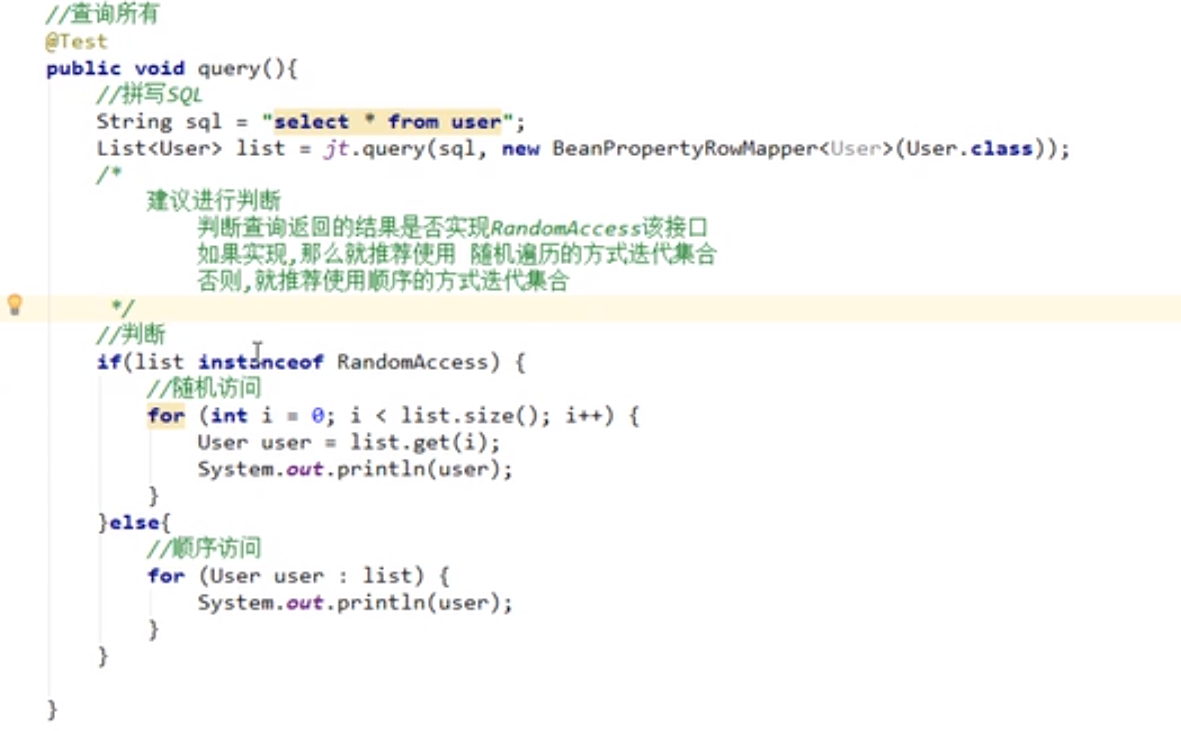 //查询所有
@Test
public void query(){
//拼写SQL
String sql = "select * from user";
List<User> list = jt.query(sql, new BeanPropertyRowMapper<User>(User.class));
/*
建议进行判断
判断查询返回的结果是否实现RandomAccess该接口
如果实现,那么就推荐使用 随机遍历的方式迭代集合
否则,就推荐使用顺序的方式迭代集合
*/
//判断
if(list instanceof RandomAccess) {
//随机访问
for (int i = 0; i < list.size(); i++) {
User user = list.get(i);
System.out.println(user);
}
}else{
//顺序访问
for (User user : list) {
System.out.println(user);
}
}
}